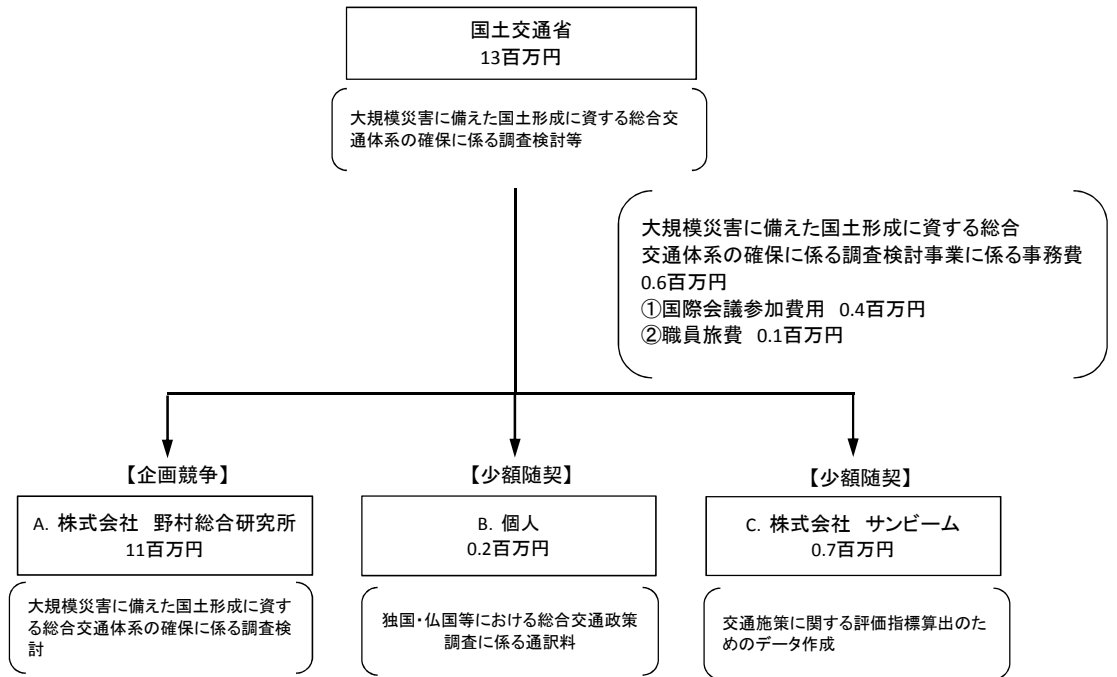 国土交通省
13百万円
大規模災害に備えた国土形成に資する総合交
通体系の確保に係る調査検討等
大規模災害に備えた国土形成に資する総合
交通体系の確保に係る調査検討事業に係る事務費
0.6百万円
①国際会議参加費用 0.4百万円
②職員旅費 0.1百万円
【企画競争】
A. 株式会社 野村総合研究所
11百万円
大規模災害に備えた国土形成に資す
る総合交通体系の確保に係る調査検
討
【少額随契】
B. 個人
0.2百万円
独国・仏国等における総合交通政策
調査に係る通訳料
【少額随契】
C. 株式会社 サンビーム
0.7百万円
交通施策に関する評価指標算出のた
めのデータ作成